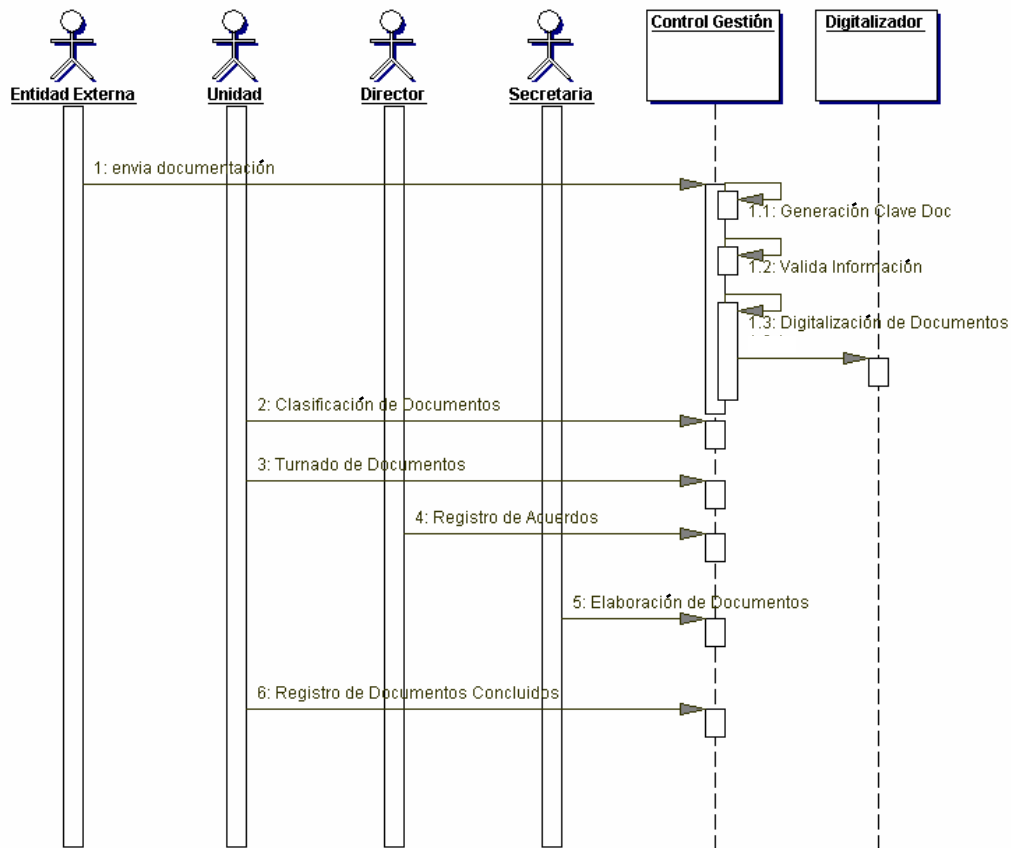 Entidad Externa
Unidad
Director
Secretaria
Control Gestión
Digitalizador
1: envia documentación
1.1: Generación Clave Doc
1.2: Valida Información
1.3: Digitalización de Documentos
2: Clasificación de Documentos
3: Turnado de Documentos
4: Registro de Acuerdos
5: Elaboración de Documentos
6: Registro de Documentos Concluidos